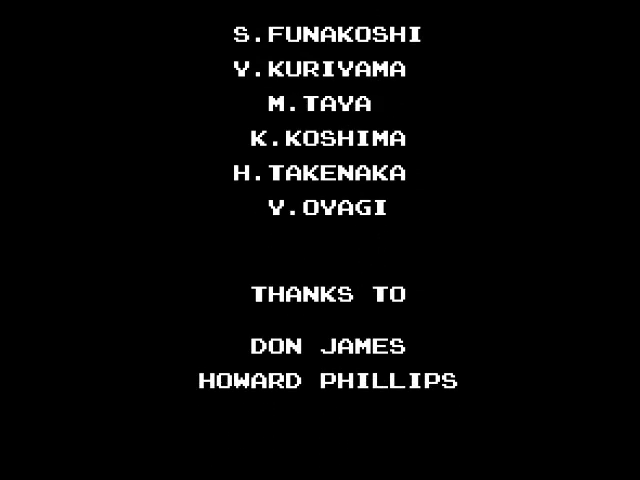 S.FUNAKOSHI
Y.KURIYAMA
M.TAYA
K.KOSHIMA
H.TAKENAKA
Y.OYAGI
THANKS TO
DON JAMES
HOWARD PHILLIPS